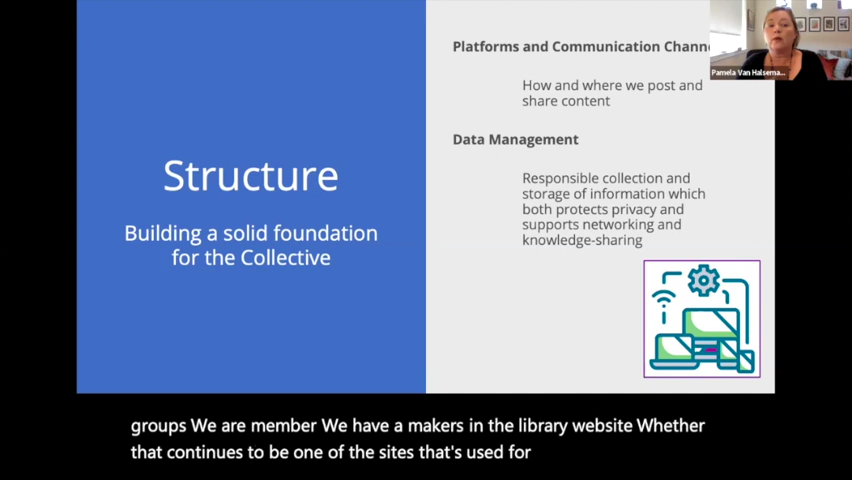 Structure
Building a solid foundation
for the Collective
Platforms and Communication Channe
How and where we post and
share content
Data Management
Responsible collection and
storage of information which
both protects privacy and
supports networking and
knowledge-sharing
Pamela Van Halsema...
groups We are member We have a makers in the library website Whether
that continues to be one of the sites that's used for